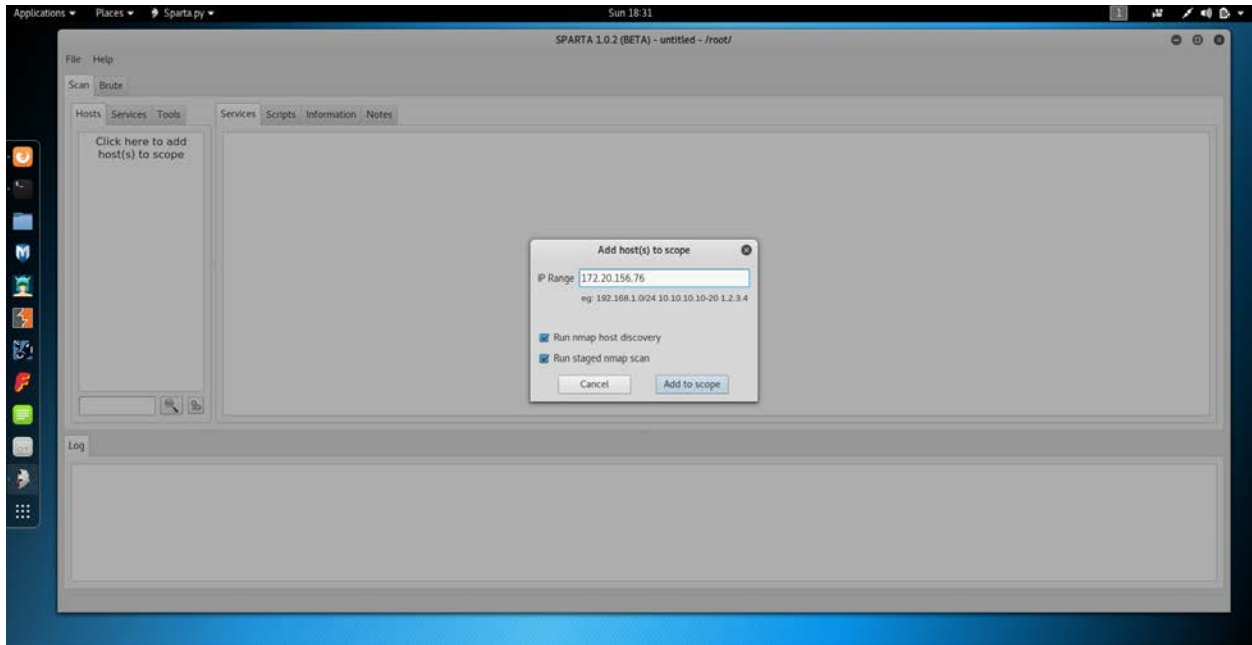 Applications Places Sparta.py Sun 18:31 1
SPARTA 1.0.2 (BETA) - untitled - /root/
File Help
Scan Brute
Hosts Services Tools Services Scripts Information Notes
Click here to add
host(s) to scope
Add host(s) to scope
IP Range 172.20.156.76
eg: 192.168.1.0/24 10.10.10.10-20 1.2.3.4
Run nmap host discovery
Run staged nmap scan
Cancel Add to scope
Log